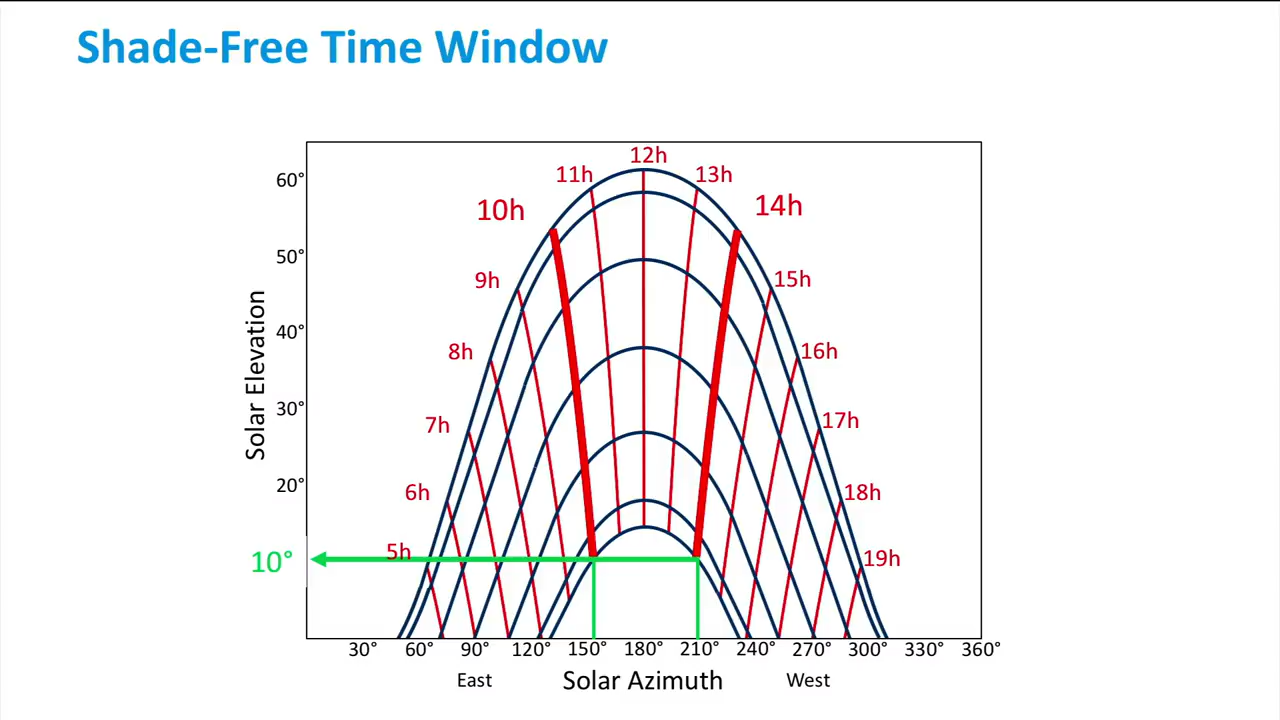 Shade-Free Time Window
12h
11h
13h
60°
10h
14h
50°
9h
15h
40°
8h
16h
30°
7h
17h
20°
6h
18h
5h
19h
10°
Solar Elevation
30° 60° 90° 120° 150° 180° 210° 240° 270° 300° 330° 360°
East
Solar Azimuth
West